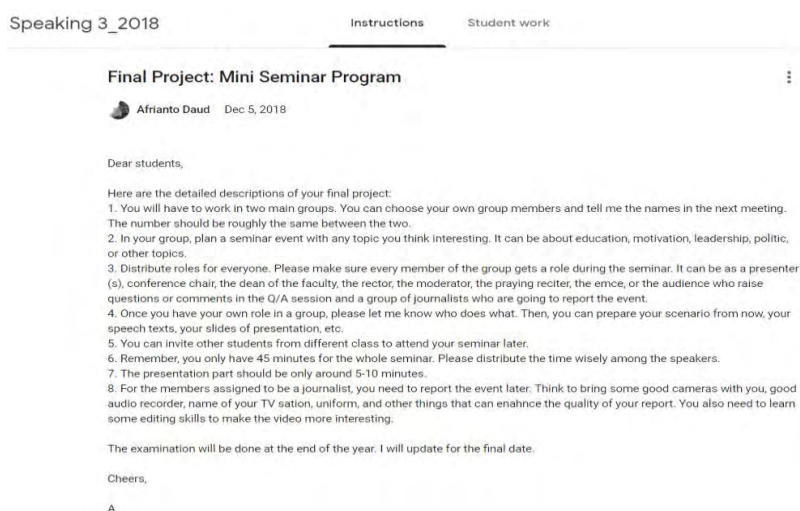 Speaking 3_2018
Instructions
Student work
Final Project: Mini Seminar Program
Afrianto Daud Dec 5, 2018
Dear students,
Here are the detailed descriptions of your final project:
1. You will have to work in two main groups. You can choose your own group members and tell me the names in the next meeting.
The number should be roughly the same between the two.
2. In your group, plan a seminar event with any topic you think interesting. It can be about education, motivation, leadership, politic,
or other topics.
3. Distribute roles for everyone. Please make sure every member of the group gets a role during the seminar. It can be as a presenter
(s), conference chair, the dean of the faculty, the rector, the moderator, the praying reciter, the emce, or the audience who raise
questions or comments in the Q/A session and a group of journalists who are going to report the event.
4. Once you have your own role in a group, please let me know who does what. Then, you can prepare your scenario from now, your
speech texts, your slides of presentation, etc.
5. You can invite other students from different class to attend your seminar later.
6. Remember, you only have 45 minutes for the whole seminar. Please distribute the time wisely among the speakers.
7. The presentation part should be only around 5-10 minutes.
8. For the members assigned to be a journalist, you need to report the event later. Think to bring some good cameras with you, good
audio recorder, name of your TV sation, uniform, and other things that can enahnce the quality of your report. You also need to learn
some editing skills to make the video more interesting.
The examination will be done at the end of the year. I will update for the final date.
Cheers,
A